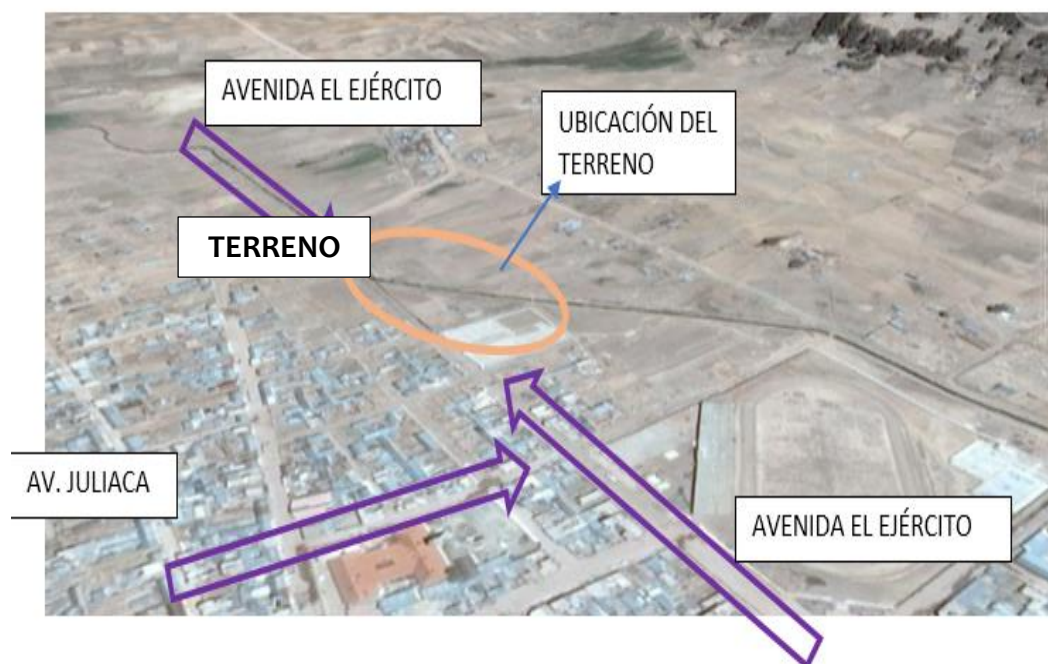 AVENIDA EL EJÉRCITO
UBICACIÓN DEL
TERRENO
TERRENO
AV. JULIACA
AVENIDA EL EJÉRCITO